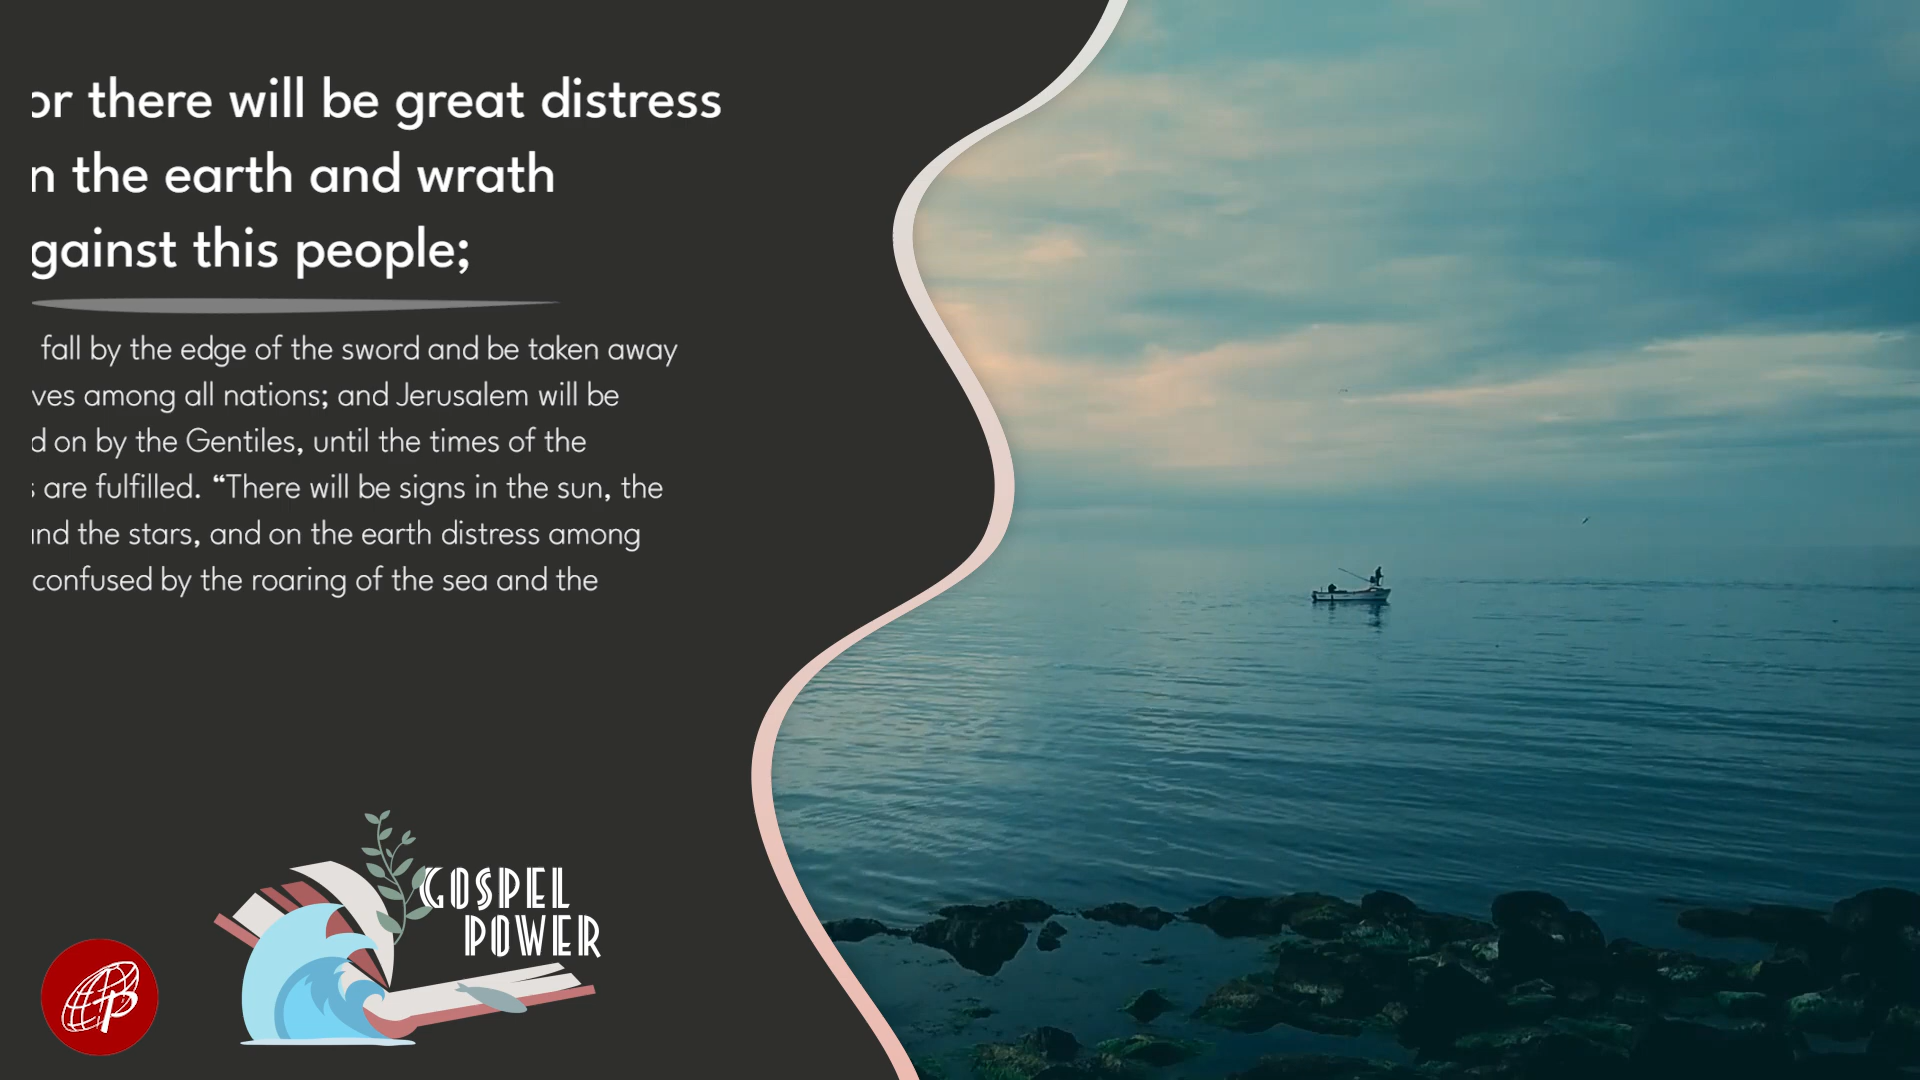 or there will be great distress
n the earth and wrath
gainst this people;
fall by the edge of the sword and be taken away
ves among all nations; and Jerusalem will be
d on by the Gentiles, until the times of the
s are fulfilled. “There will be signs in the sun, the
and the stars, and on the earth distress among
confused by the roaring of the sea and the
GOSPEL
POWER